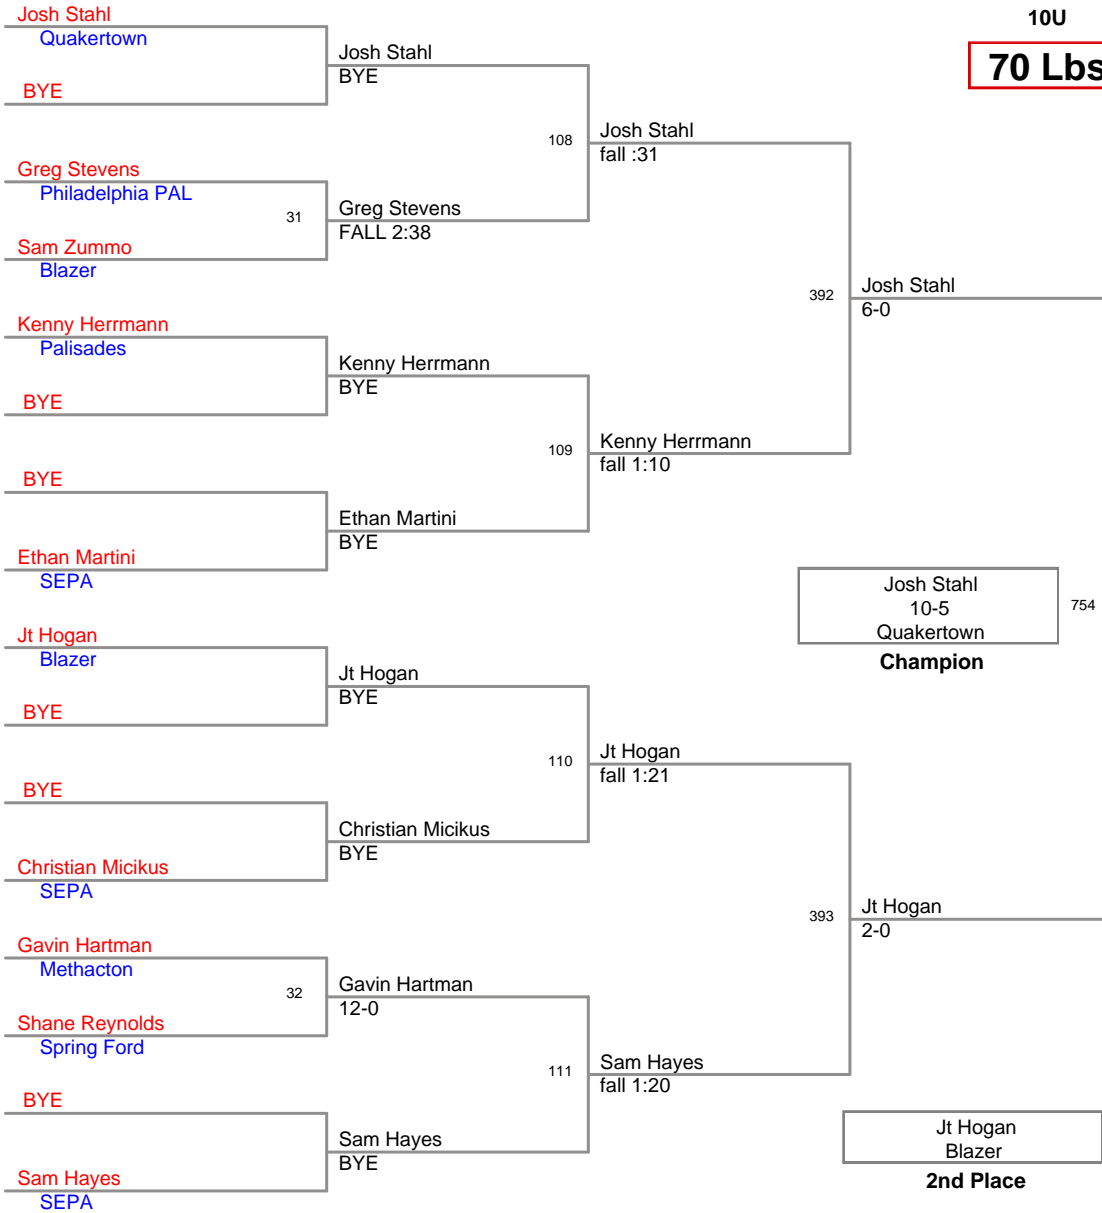 10U
70 Lbs
Josh Stahl
Quakertown
BYE
Greg Stevens
Philadelphia PAL
31
Sam Zummo
Blazer
Kenny Herrmann
Palisades
BYE
BYE
Ethan Martini
SEPA
Jt Hogan
Blazer
BYE
BYE
Christian Micikus
SEPA
Gavin Hartman
Methacton
32
Shane Reynolds
Spring Ford
BYE
Sam Hayes
SEPA
Josh Stahl
BYE
108
Greg Stevens
FALL 2:38
Kenny Herrmann
BYE
109
Ethan Martini
BYE
Jt Hogan
BYE
110
Christian Micikus
BYE
Gavin Hartman
12-0
111
Sam Hayes
BYE
Josh Stahl
fall :31
392
Kenny Herrmann
fall 1:10
Jt Hogan
fall 1:21
393
Sam Hayes
fall 1:20
Josh Stahl
6-0
Jt Hogan
2-0
Josh Stahl
10-5
Quakertown
754
Champion
Jt Hogan
Blazer
2nd Place